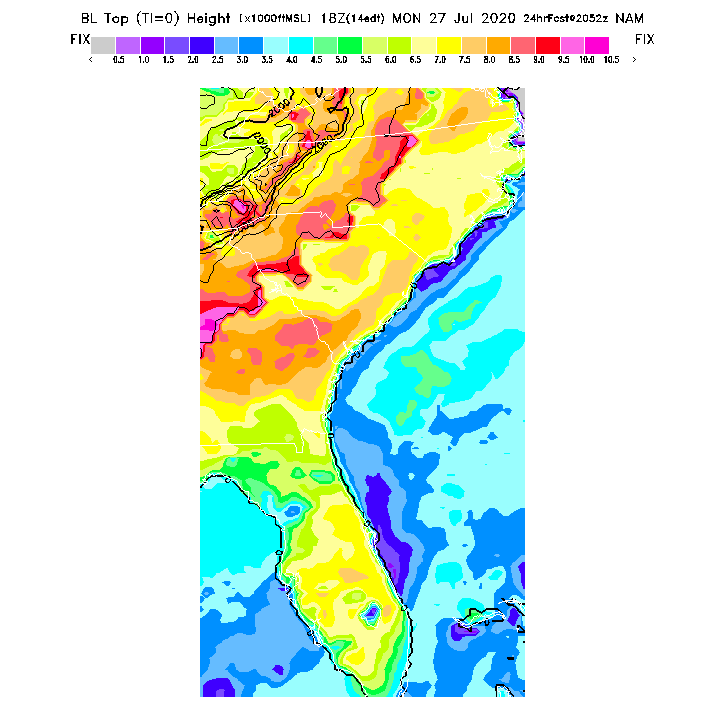 BL Top (TI=0) Height [x1000ftMSL] 18Z(14edt) MON 27 Jul 2020 24hrFcst@2052z NAM
FIX FIX
< 0.5 1.0 1.5 2.0 2.5 3.0 3.5 4.0 4.5 5.0 5.5 6.0 6.5 7.0 7.5 8.0 8.5 9.0 9.5 10.0 10.5 >
2000
2000